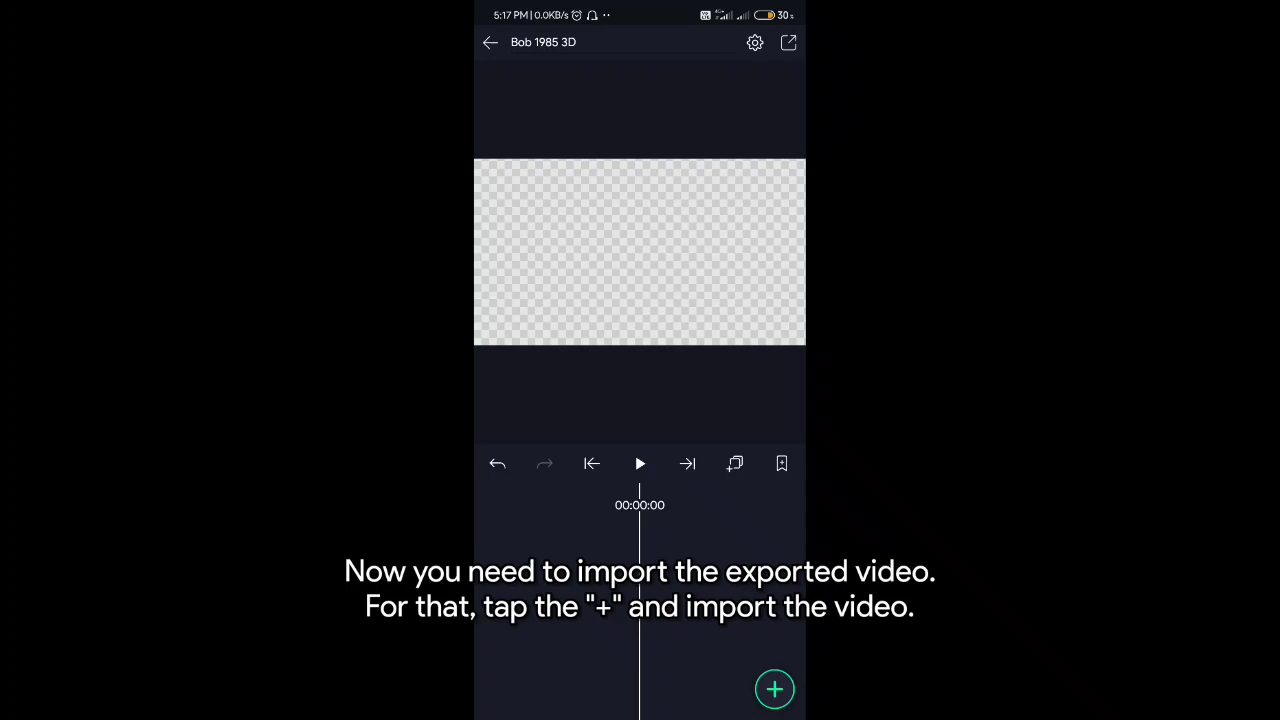 5:17 PM | 0.0KB/s
30%
Bob 1985 3D
00:00:00
Now you need to import the exported video.
For that, tap the "+" and import the video.